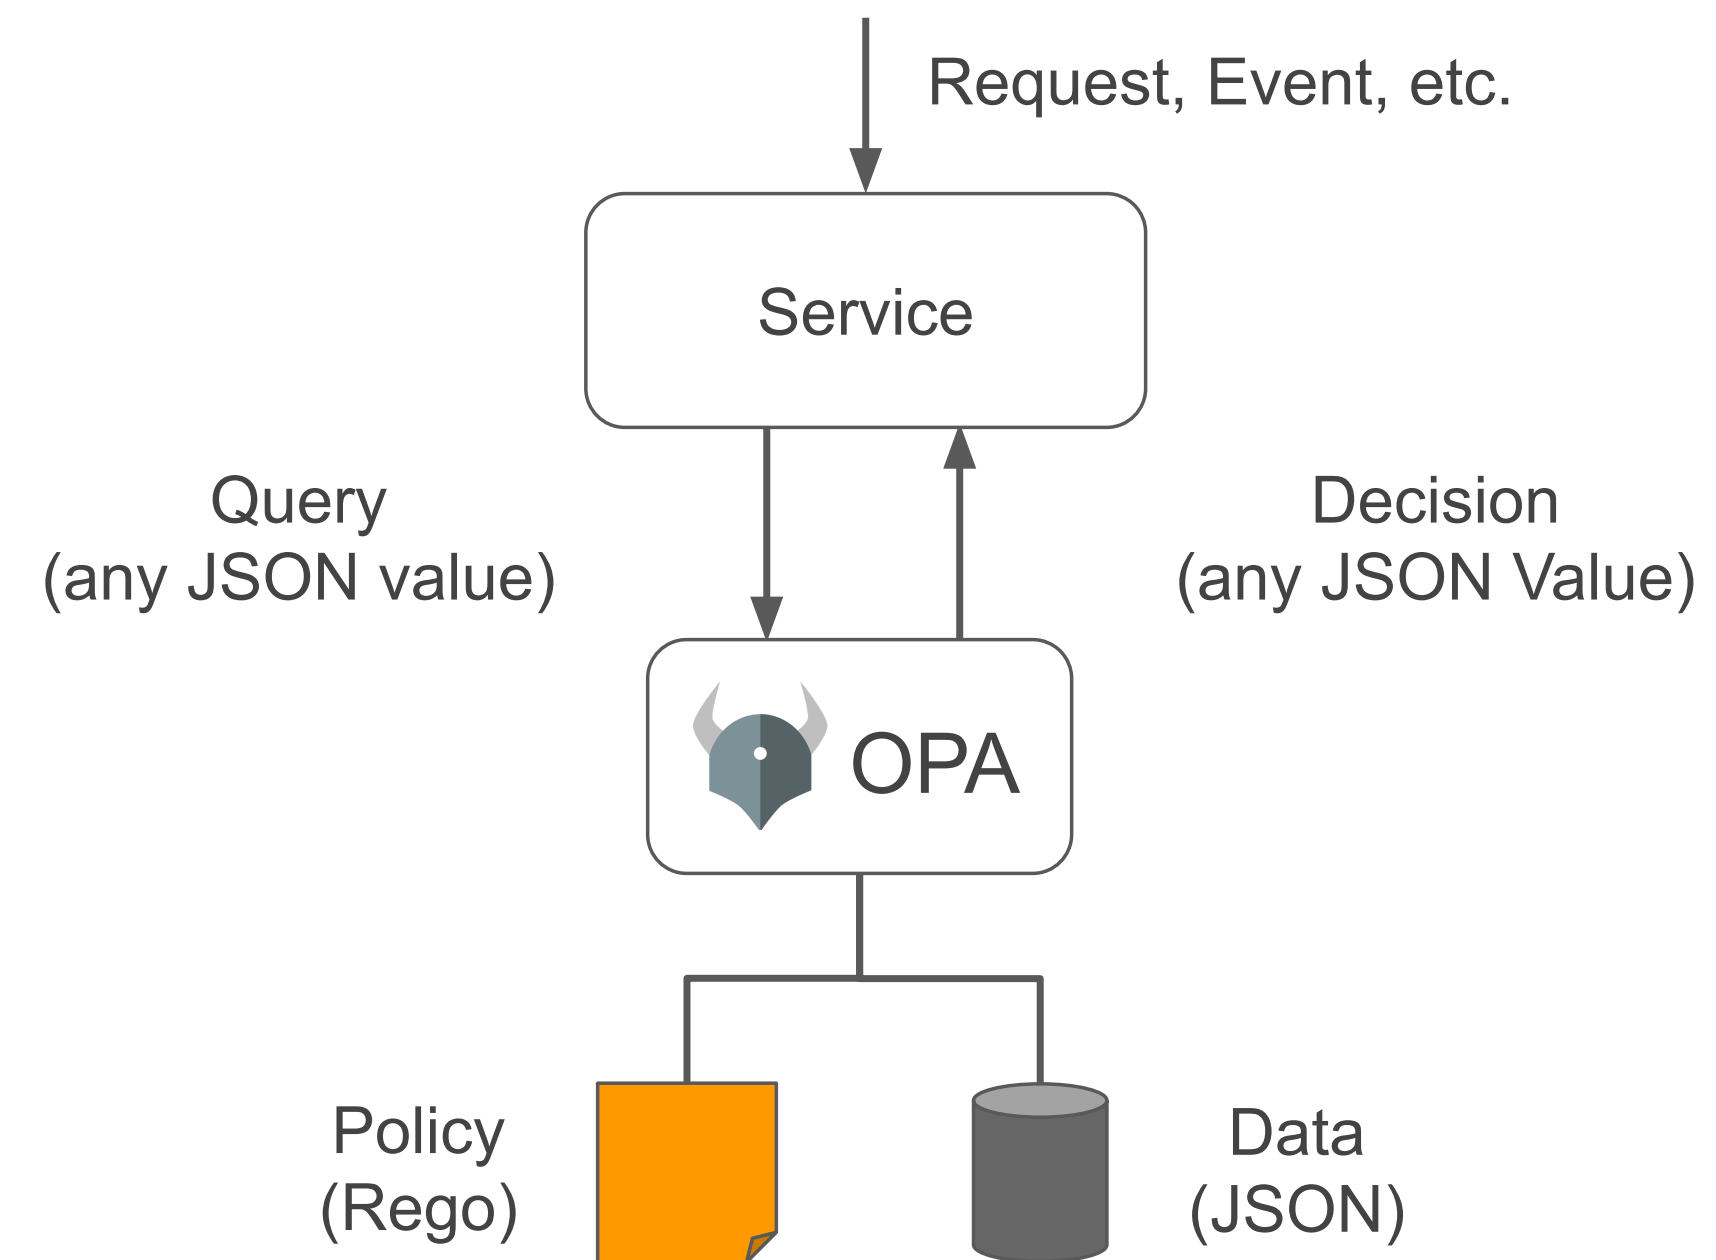 Request, Event, etc.
Service
Query
(any JSON value)
Decision
(any JSON Value)
OPA
Policy
(Rego)
Data
(JSON)